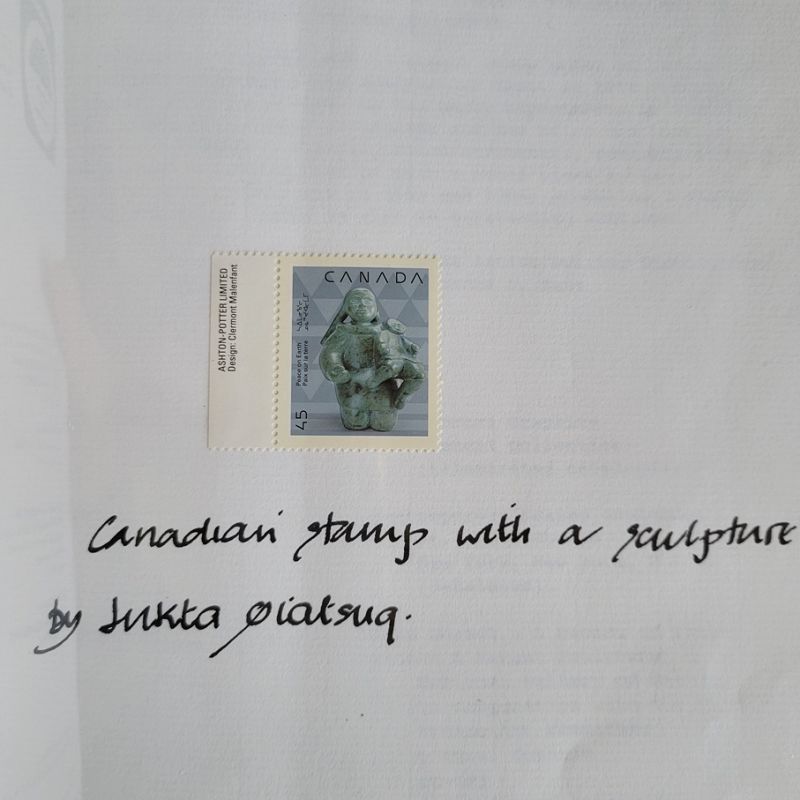 ASHTON-POTTER LIMITED
Design: Clermont Malenfant
CANADA
Peace on Earth
Paix sur la terre
45
Canadian stamp with a sculpture
by Lukta Qiatsuq.